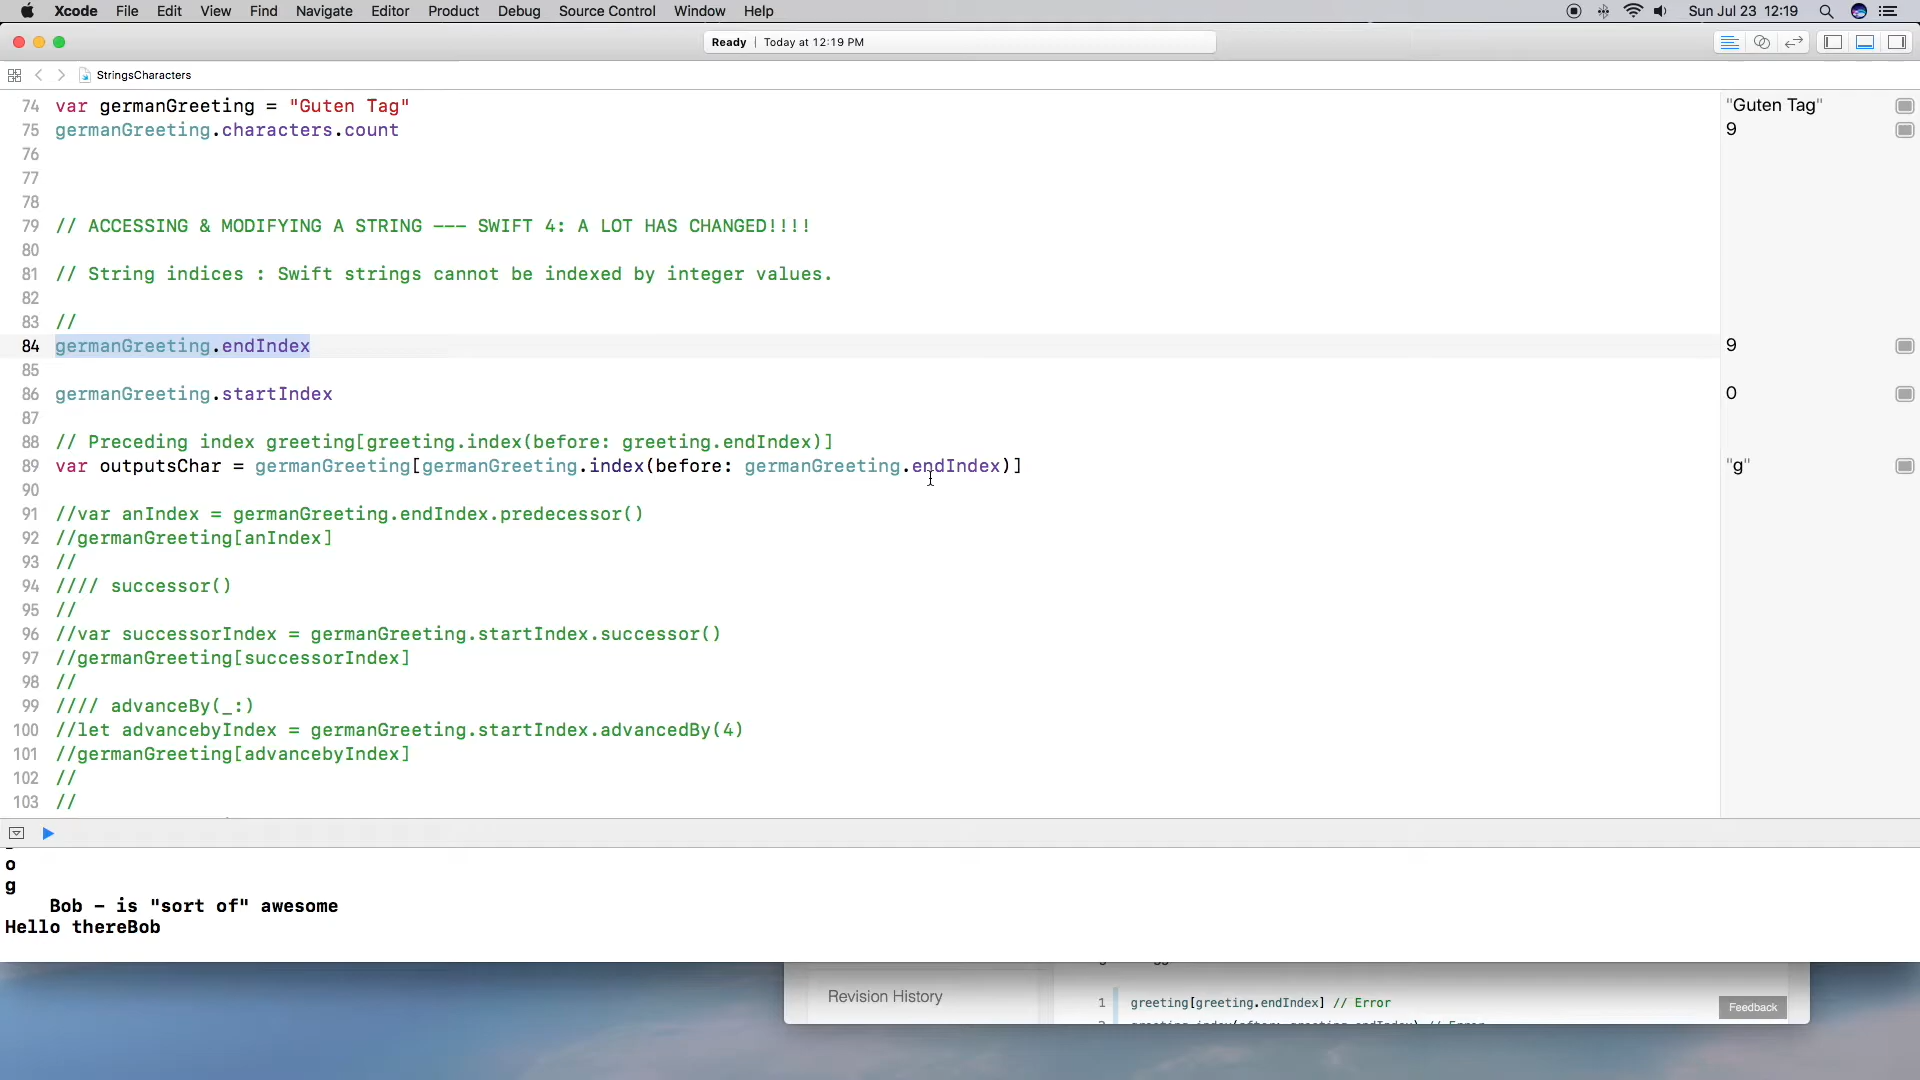 Xcode File Edit View Find Navigate Editor Product Debug Source Control Window Help Sun Jul 23 12:19
Ready Today at 12:19 PM
StringsCharacters
74 var germanGreeting = "Guten Tag" "Guten Tag"
75 germanGreeting.characters.count 9
76
77
78
79 // ACCESSING & MODIFYING A STRING --- SWIFT 4: A LOT HAS CHANGED!!!!
80
81 // String indices : Swift strings cannot be indexed by integer values.
82
83 //
84 germanGreeting.endIndex 9
85
86 germanGreeting.startIndex 0
87
88 // Preceding index greeting[greeting.index(before: greeting.endIndex)]
89 var outputsChar = germanGreeting[germanGreeting.index(before: germanGreeting.endIndex)] "g"
90
91 //var anIndex = germanGreeting.endIndex.predecessor()
92 //germanGreeting[anIndex]
93 //
94 //// successor()
95 //
96 //var successorIndex = germanGreeting.startIndex.successor()
97 //germanGreeting[successorIndex]
98 //
99 //// advanceBy(_:)
100 //let advancebyIndex = germanGreeting.startIndex.advancedBy(4)
101 //germanGreeting[advancebyIndex]
102 //
103 //
o
g
Bob - is "sort of" awesome
Hello thereBob
Revision History
1 greeting[greeting.endIndex] // Error
Feedback